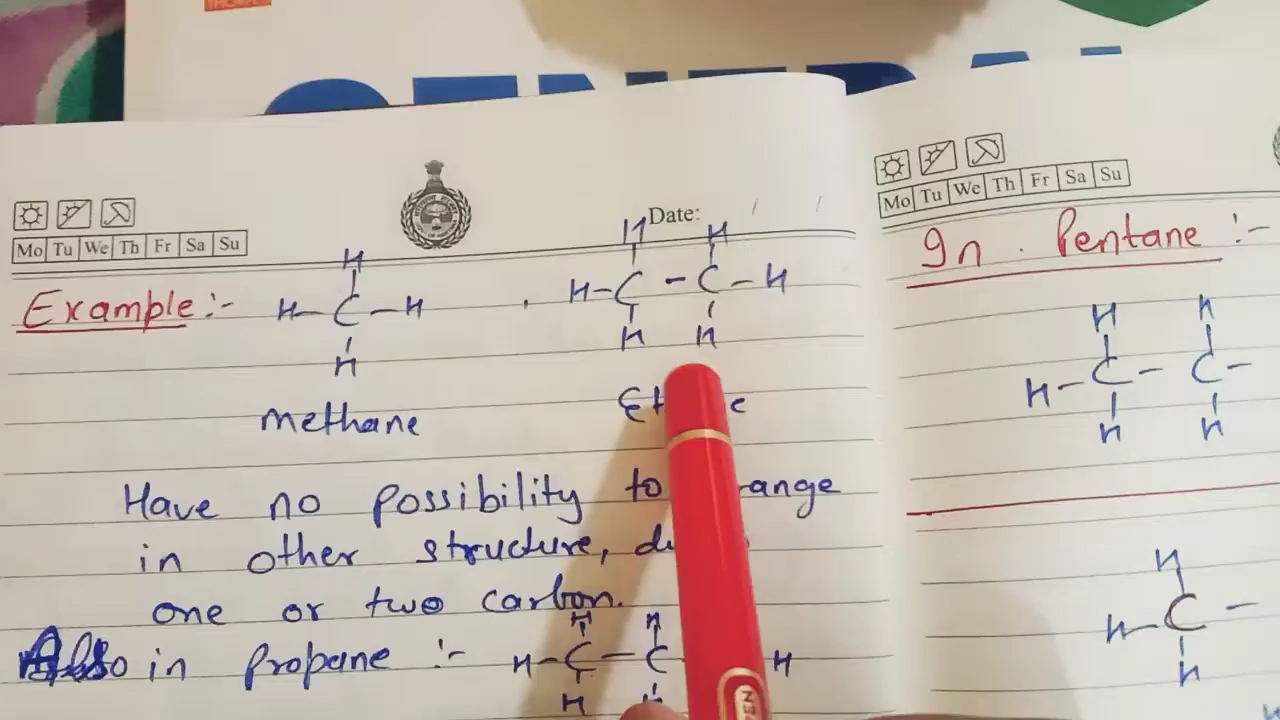 Mo Tu We Th Fr Sa Su
Date: / /
H H H
Example :- H-C-H , H-C-C-H
H H H
methane
Have no possibility to
in other structure,
one or two carbon.
H H
Also in Propane :- H-C-C H
H
Mo Tu We Th Fr Sa Su
In . Pentane :-
H H
H-C-C-
H H
H
H-C-
H